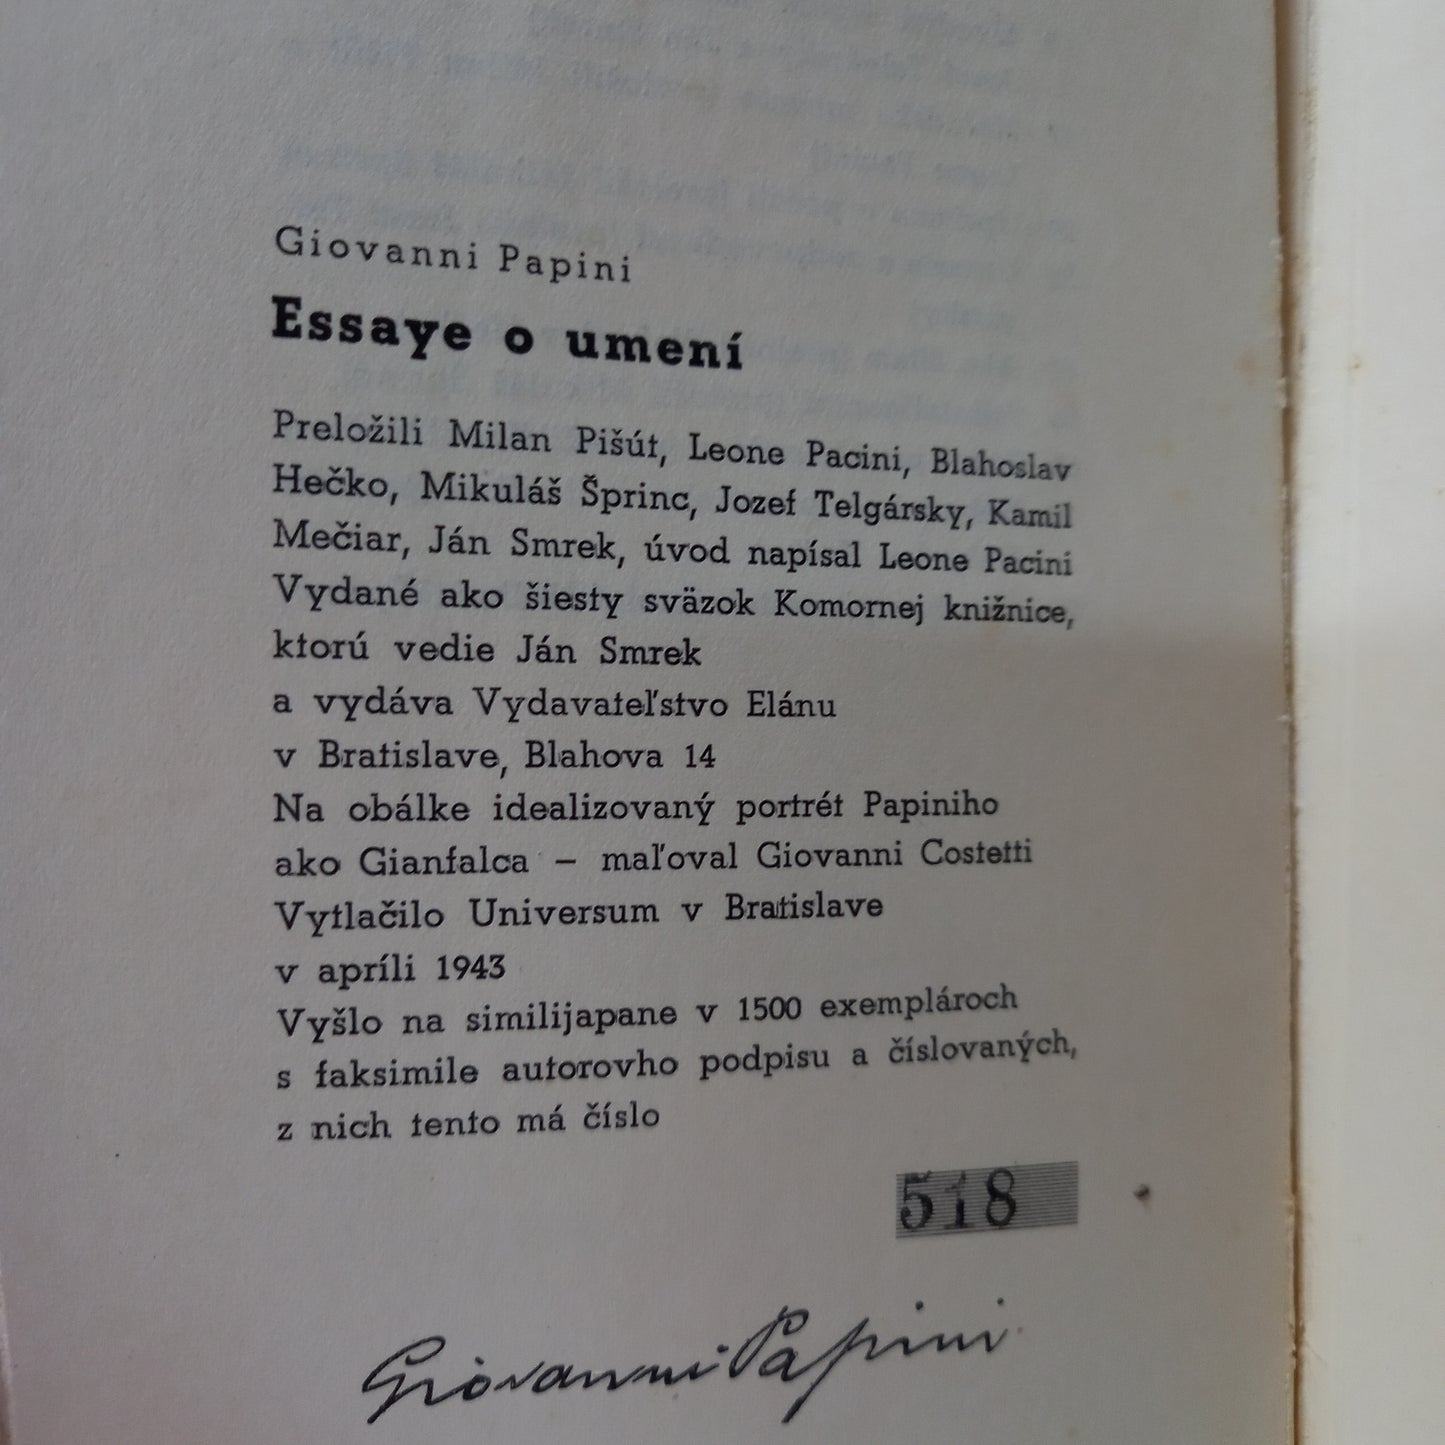 Giovanni Papini
Essaye o umení
Preložili Milan Pišút, Leone Pacini, Blahoslav
Hečko, Mikuláš Šprinc, Jozef Telgársky, Kamil
Mečiar, Ján Smrek, úvod napísal Leone Pacini
Vydané ako šiesty sväzok Komornej knižnice,
ktorú vedie Ján Smrek
a vydáva Vydavateľstvo Elánu
v Bratislave, Blahova 14
Na obálke idealizovaný portrét Papiniho
ako Gianfalca – maľoval Giovanni Costetti
Vytlačilo Universum v Bratislave
v apríli 1943
Vyšlo na similijapane v 1500 exemplároch
s faksimile autorovho podpisu a číslovaných,
z nich tento má číslo
518
Giovanni Papini